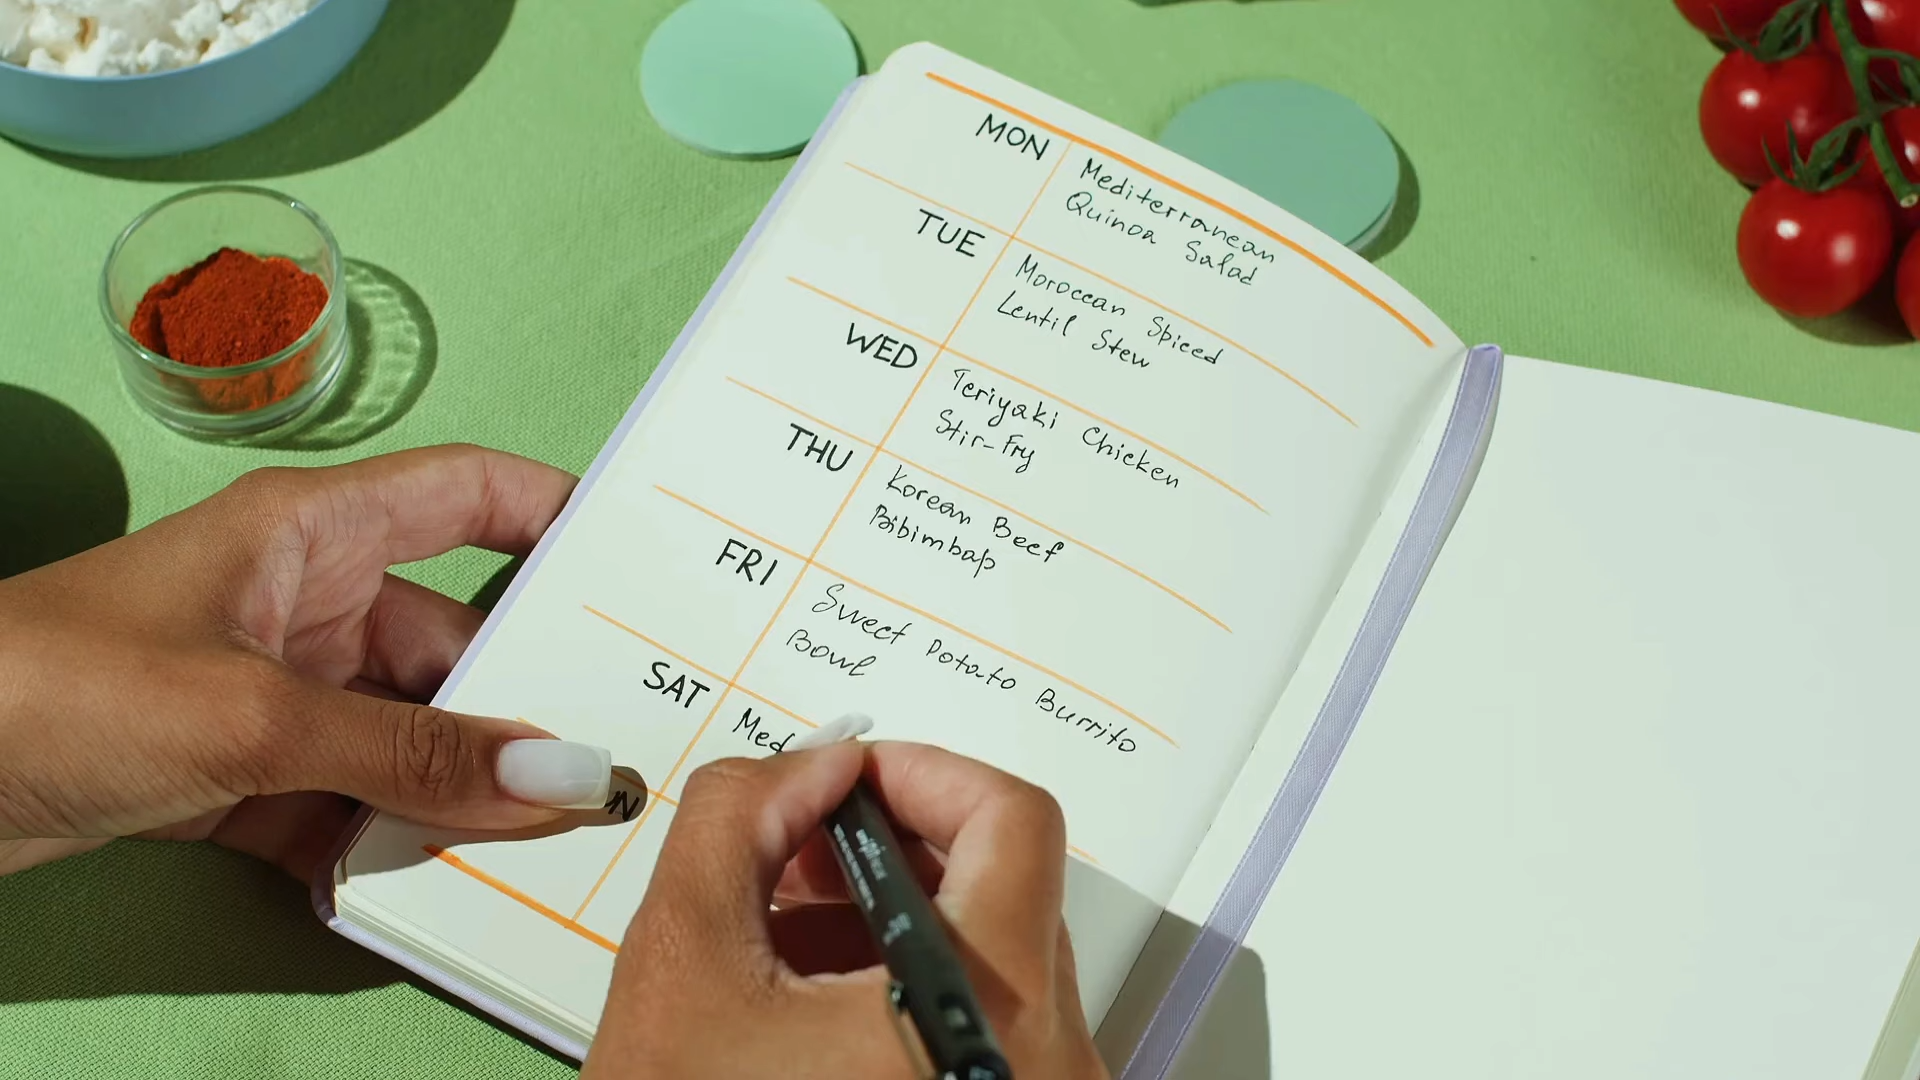 MON
Mediterranean
Quinoa Salad
TUE
Moroccan Spiced
Lentil Stew
WED
Teriyaki Chicken
Stir-Fry
THU
Korean Beef
Bibimbap
FRI
Sweet Potato Burrito
Bowl
SAT
Med
UN